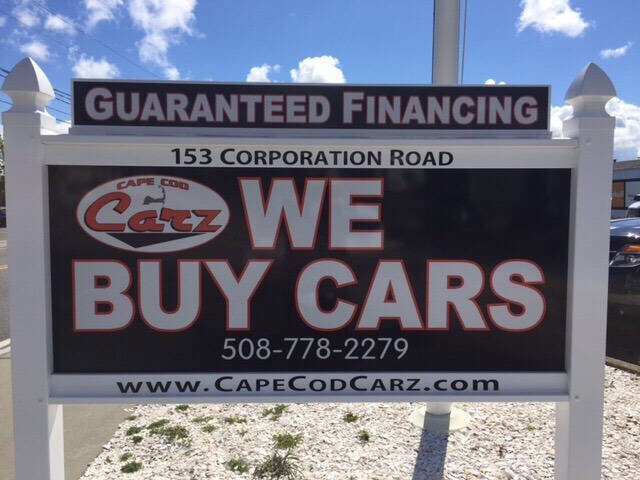 GUARANTEED FINANCING
153 CORPORATION ROAD
CAPE COD
Carz
WE
BUY CARS
508-778-2279
www.CapeCodCarz.com